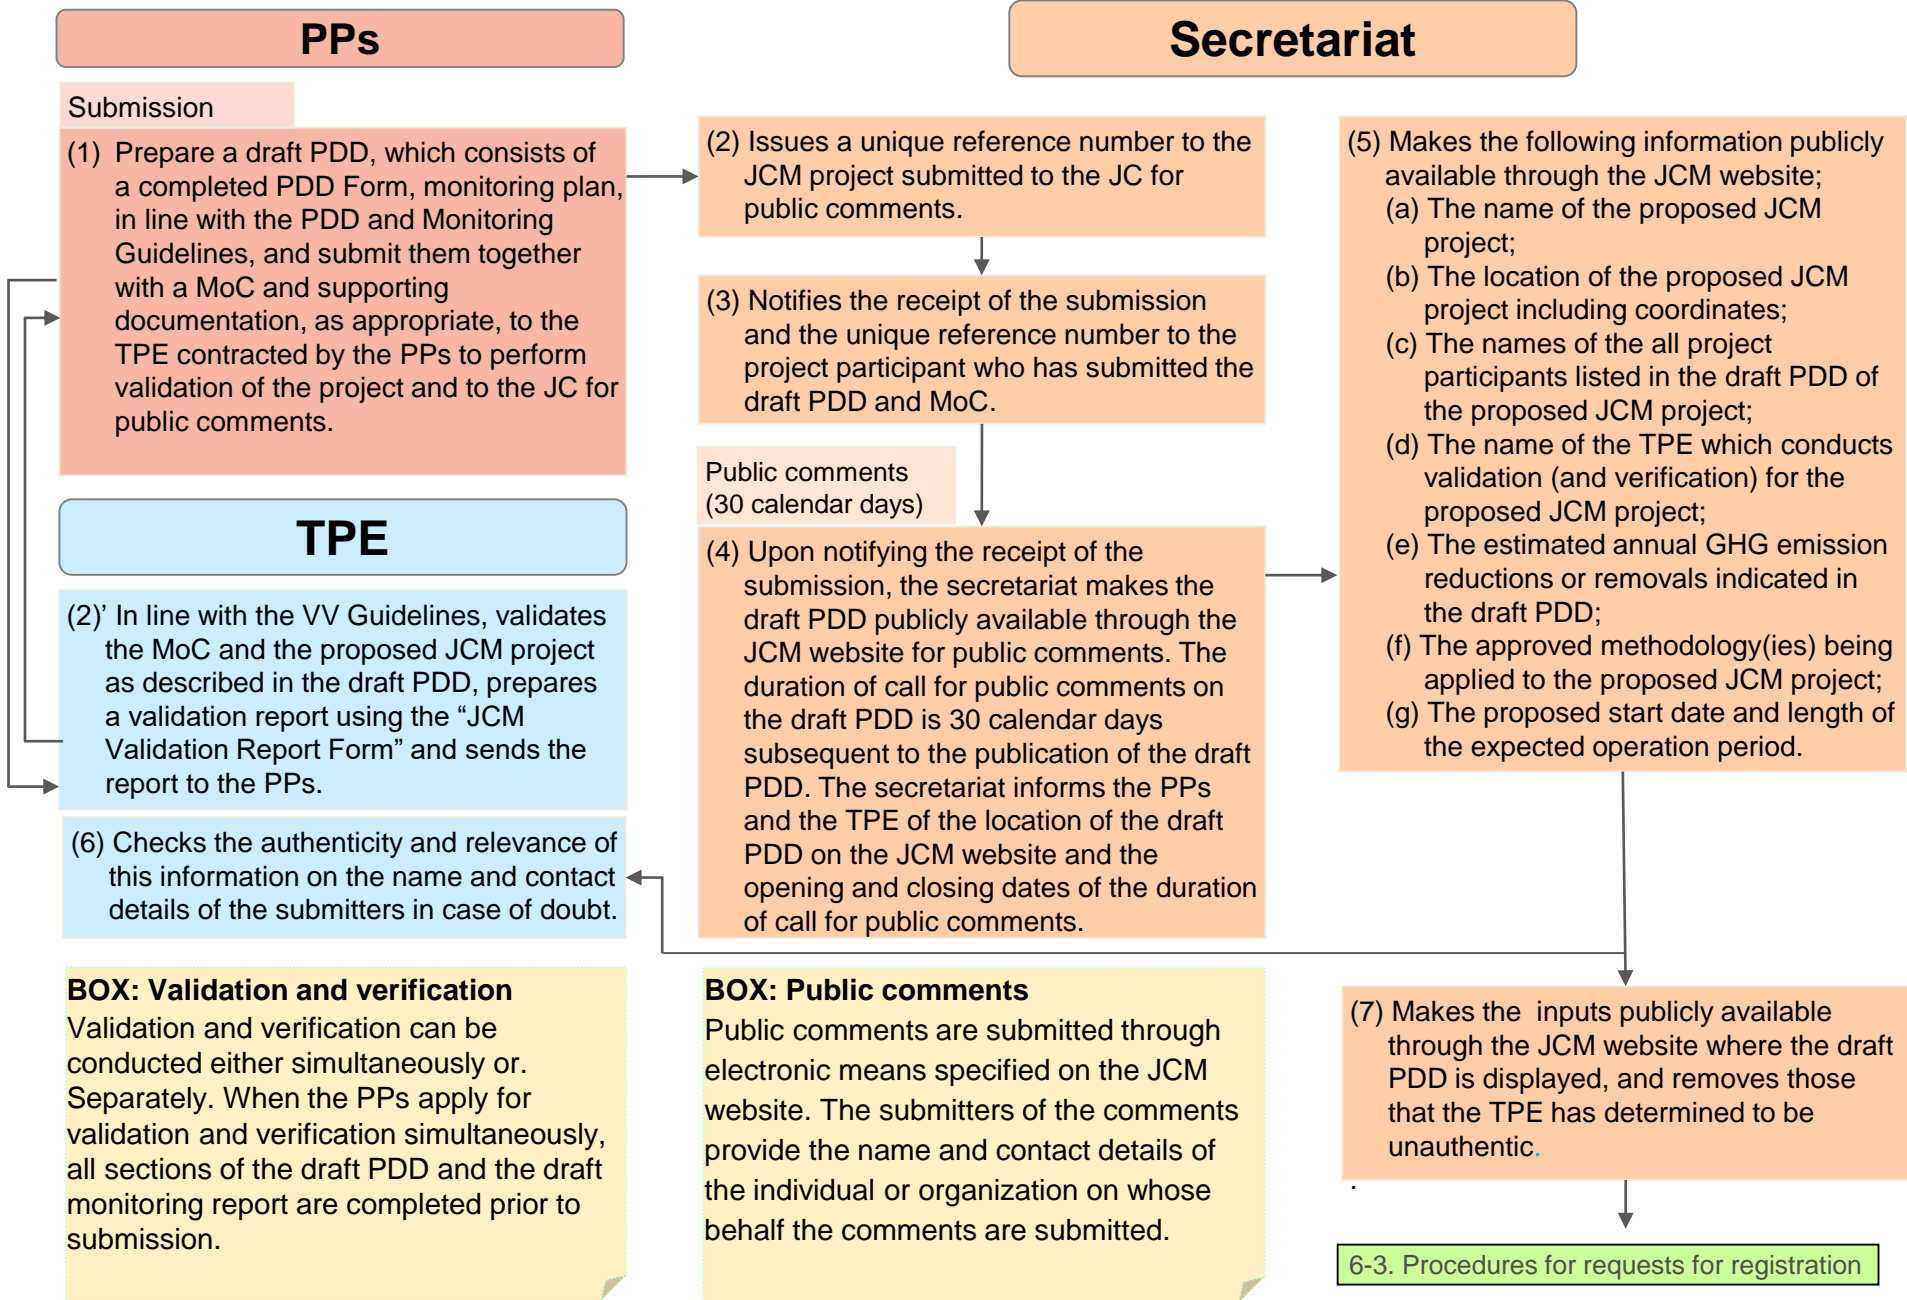 PPs
Submission
(1) Prepare a draft PDD, which consists of
a completed PDD Form, monitoring plan,
in line with the PDD and Monitoring
Guidelines, and submit them together
with a MoC and supporting
documentation, as appropriate, to the
TPE contracted by the PPs to perform
validation of the project and to the JC for
public comments.
TPE
(2)’ In line with the VV Guidelines, validates
the MoC and the proposed JCM project
as described in the draft PDD, prepares
a validation report using the “JCM
Validation Report Form” and sends the
report to the PPs.
(6) Checks the authenticity and relevance of
this information on the name and contact
details of the submitters in case of doubt.
BOX: Validation and verification
Validation and verification can be
conducted either simultaneously or.
Separately. When the PPs apply for
validation and verification simultaneously,
all sections of the draft PDD and the draft
monitoring report are completed prior to
submission.
Secretariat
(2) Issues a unique reference number to the
JCM project submitted to the JC for
public comments.
(3) Notifies the receipt of the submission
and the unique reference number to the
project participant who has submitted the
draft PDD and MoC.
Public comments
(30 calendar days)
(4) Upon notifying the receipt of the
submission, the secretariat makes the
draft PDD publicly available through the
JCM website for public comments. The
duration of call for public comments on
the draft PDD is 30 calendar days
subsequent to the publication of the draft
PDD. The secretariat informs the PPs
and the TPE of the location of the draft
PDD on the JCM website and the
opening and closing dates of the duration
of call for public comments.
BOX: Public comments
Public comments are submitted through
electronic means specified on the JCM
website. The submitters of the comments
provide the name and contact details of
the individual or organization on whose
behalf the comments are submitted.
(5) Makes the following information publicly
available through the JCM website;
(a) The name of the proposed JCM
project;
(b) The location of the proposed JCM
project including coordinates;
(c) The names of the all project
participants listed in the draft PDD of
the proposed JCM project;
(d) The name of the TPE which conducts
validation (and verification) for the
proposed JCM project;
(e) The estimated annual GHG emission
reductions or removals indicated in
the draft PDD;
(f) The approved methodology(ies) being
applied to the proposed JCM project;
(g) The proposed start date and length of
the expected operation period.
(7) Makes the inputs publicly available
through the JCM website where the draft
PDD is displayed, and removes those
that the TPE has determined to be
unauthentic.
.
6-3. Procedures for requests for registration